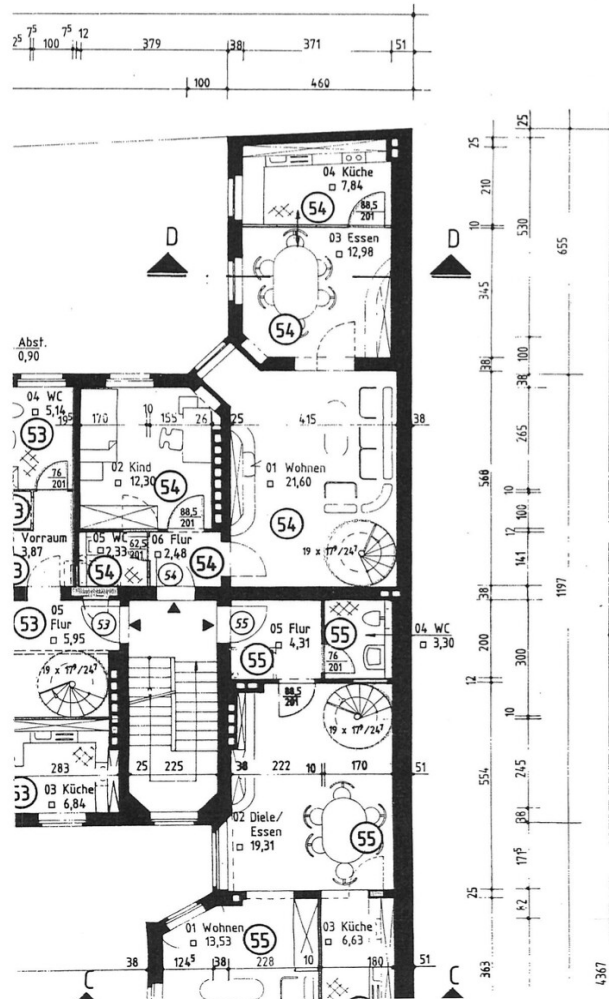 2⁵ 7⁵ 100 7⁵ 12 379 38 371 51
100 460
04 Küche
7,84
54
88,5
201
03 Essen
12,98
54
D
D
Abst.
0,90
04 WC
5,14
53
76
201
19⁵ 170 10 155 26 25 415 38
02 Kind
12,30
54
88,5
201
01 Wohnen
21,60
54
19 x 17⁹/24⁷
Vorraum
3,87
05 WC
2,33
62,5
201
54
06 Flur
2,48
54
54
53
05
Flur
5,95
53
55
05 Flur
4,31
55
55
04 WC
3,30
76
201
88,5
201
19 x 17⁹/24⁷
19 x 17⁹/24⁷
283 25 225 38 222 10 170 51
53
03 Küche
6,84
02 Diele/
Essen
19,31
55
01 Wohnen
13,53
55
03 Küche
6,63
38 124⁵ 38 228 10 180 51
C
C
25
210
10
345
38
566
38
200
12
554
25
363
25
530
100
38
265
10
100
12
141
38
300
10
245
38
171⁵
82
655
1197
4367